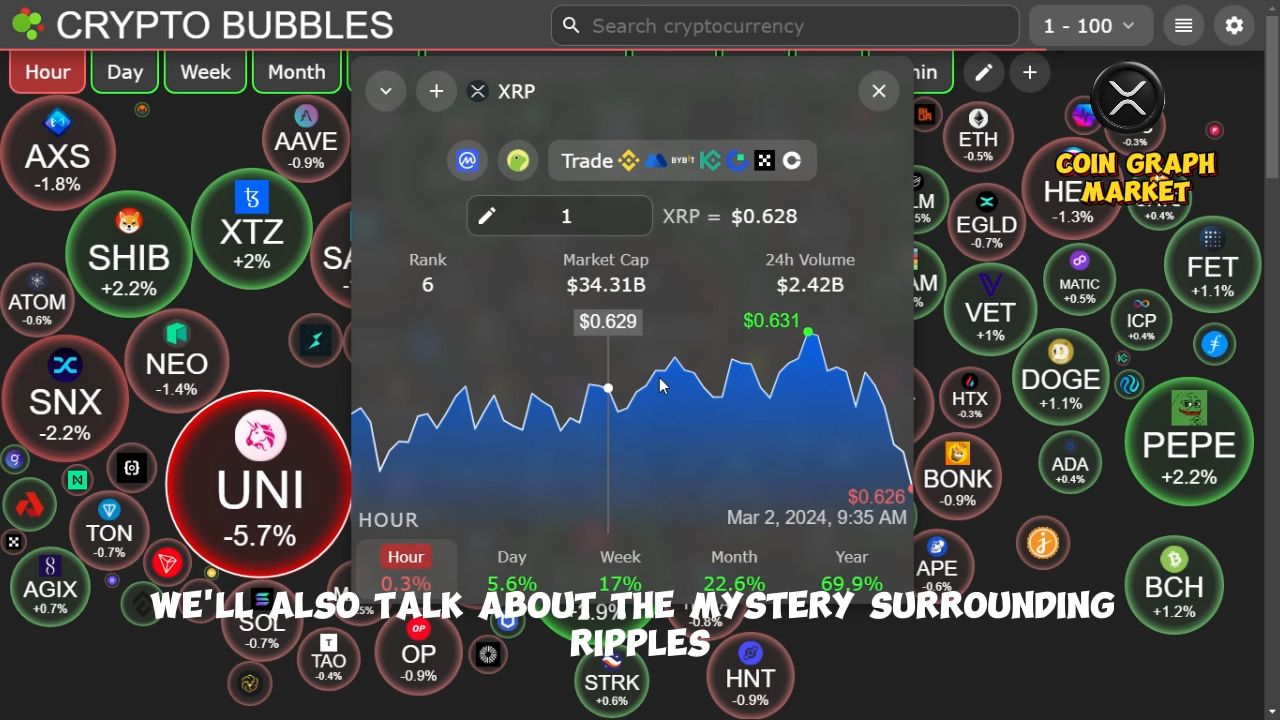 CRYPTO BUBBLES
Search cryptocurrency
1 - 100
Hour
Day
Week
Month
XRP
COIN GRAPH
MARKET
Trade
BYBIT
1
XRP = $0.628
Rank
6
Market Cap
$34.31B
24h Volume
$2.42B
$0.629
$0.631
$0.626
HOUR
Mar 2, 2024, 9:35 AM
Hour
0.3%
Day
5.6%
Week
17%
Month
22.6%
Year
69.9%
AXS
-1.8%
AAVE
-0.9%
SHIB
+2.2%
XTZ
+2%
ATOM
-0.6%
NEO
-1.4%
SNX
-2.2%
UNI
-5.7%
TON
-0.7%
AGIX
+0.7%
SOL
-0.7%
TAO
-0.4%
OP
-0.9%
STRK
+0.6%
HNT
-0.9%
-0.8%
ETH
-0.5%
-0.3%
-1.3%
+0.4%
EGLD
-0.7%
MATIC
+0.5%
FET
+1.1%
VET
+1%
ICP
+0.4%
DOGE
+1.1%
HTX
-0.3%
PEPE
+2.2%
BONK
-0.9%
ADA
+0.4%
APE
-0.6%
BCH
+1.2%
WE'LL ALSO TALK ABOUT THE MYSTERY SURROUNDING
RIPPLES